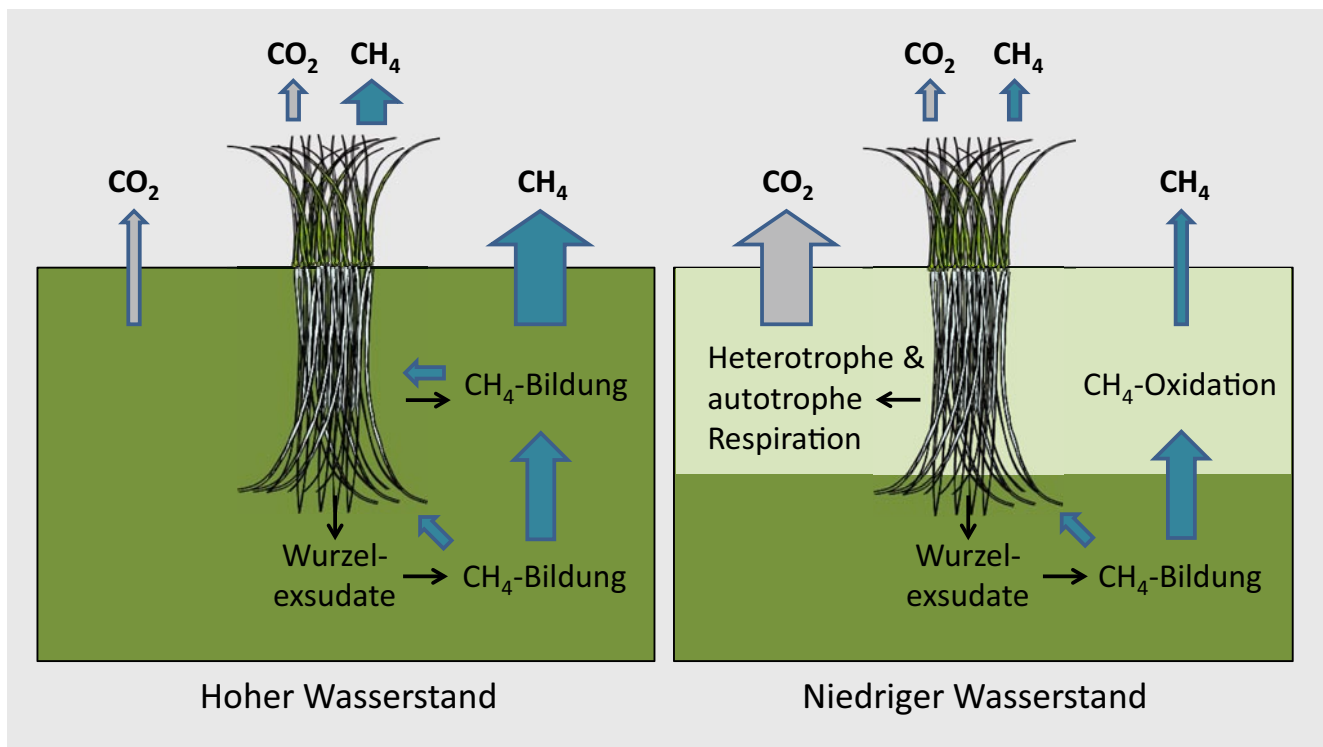 CO₂ CH₄
CO₂
CH₄
CH₄-Bildung
Wurzel-
exsudate
CH₄-Bildung
Hoher Wasserstand
CO₂ CH₄
CO₂
CH₄
Heterotrophe &
autotrophe
Respiration
CH₄-Oxidation
Wurzel-
exsudate
CH₄-Bildung
Niedriger Wasserstand